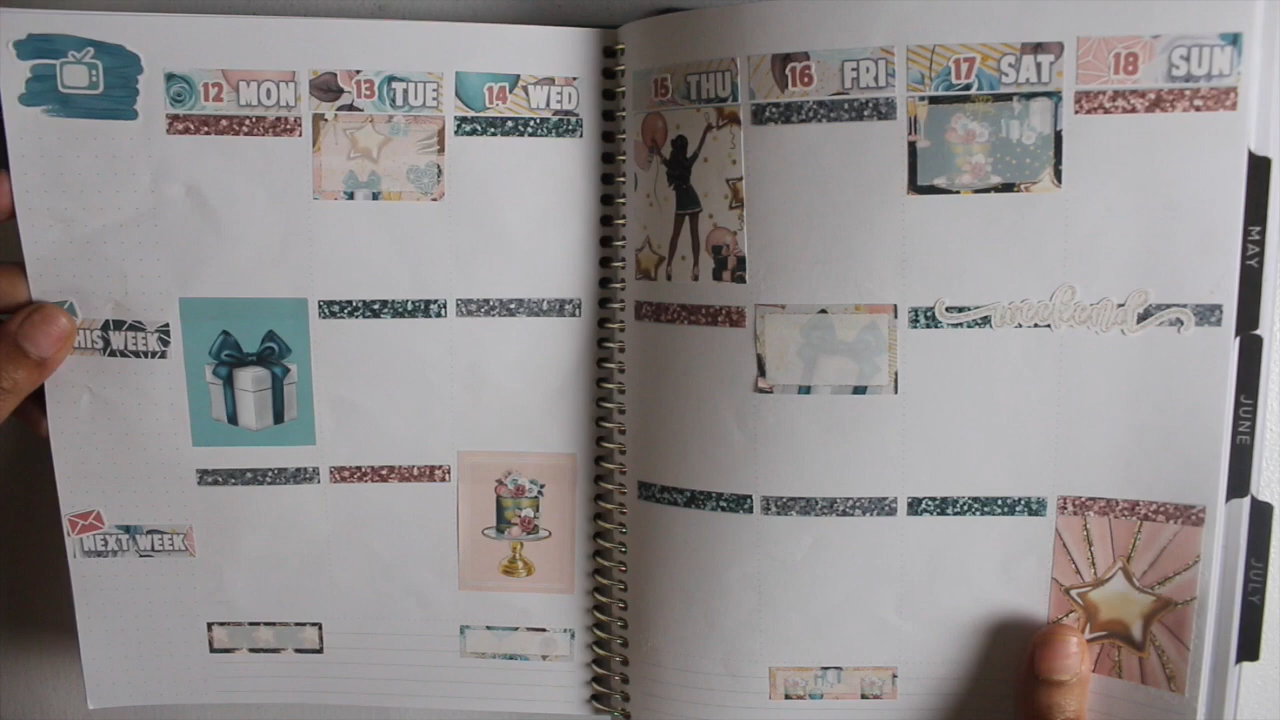 12 MON
13 TUE
14 WED
15 THU
16 FRI
17 SAT
18 SUN
HIS WEEK
weekend
NEXT WEEK
MAY
JUNE
JULY